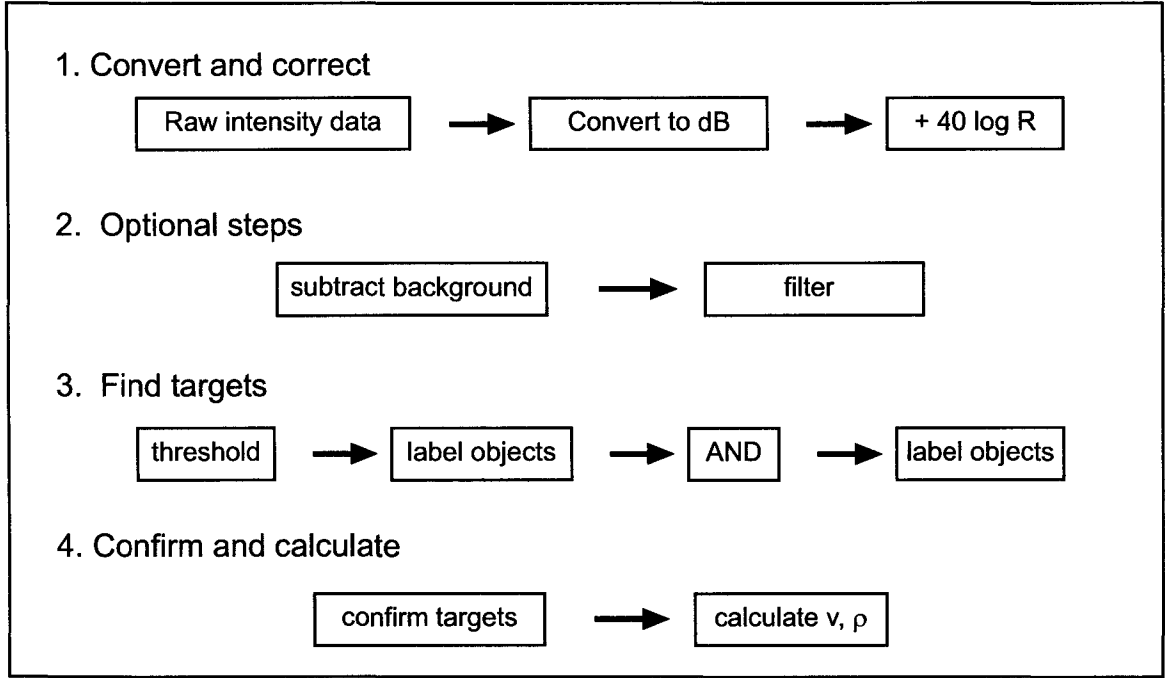 1. Convert and correct
Raw intensity data
Convert to dB
+ 40 log R
2. Optional steps
subtract background
filter
3. Find targets
threshold
label objects
AND
label objects
4. Confirm and calculate
confirm targets
calculate v, ρ